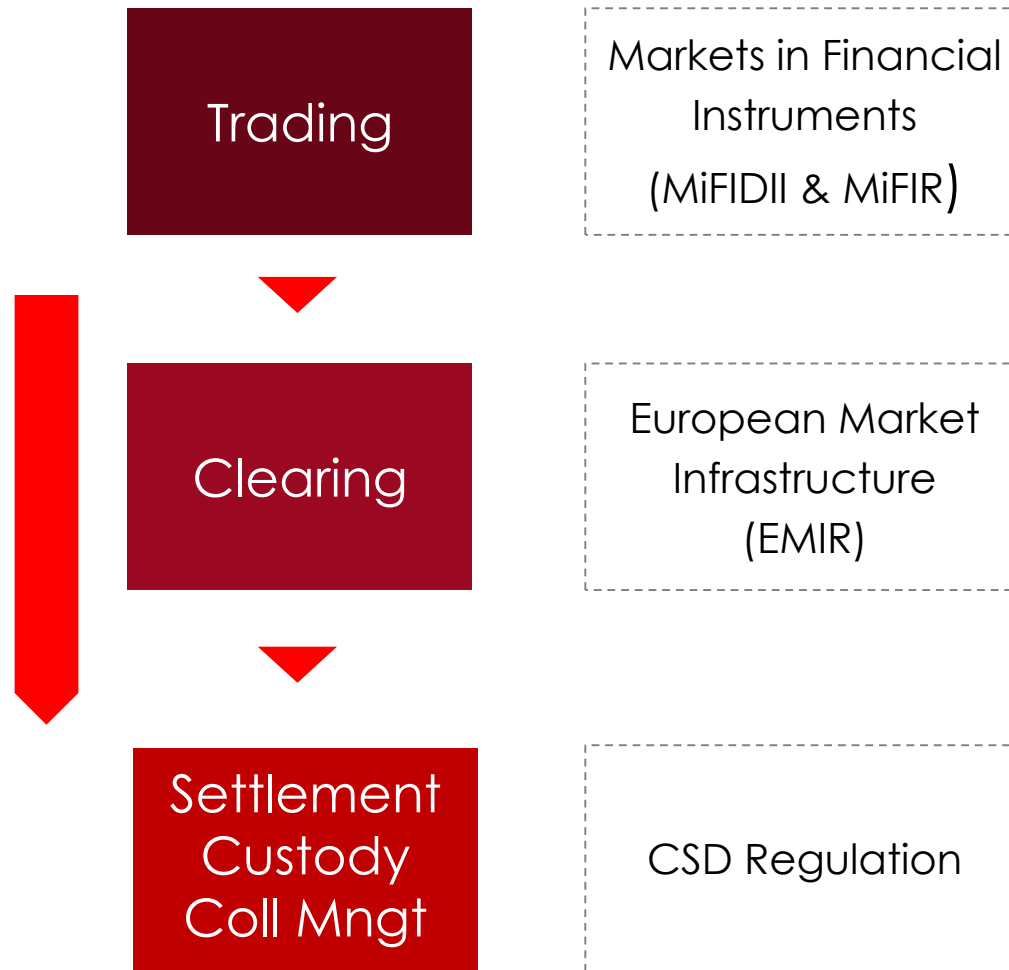 Trading
Markets in Financial
Instruments
(MiFIDII & MiFIR)
Clearing
European Market
Infrastructure
(EMIR)
Settlement
Custody
Coll Mngt
CSD Regulation